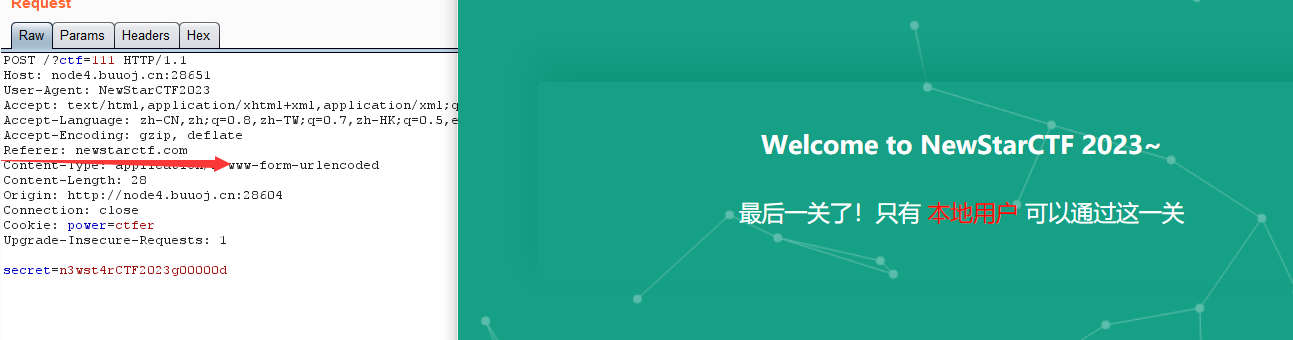 Request
Raw Params Headers Hex
POST /?ctf=111 HTTP/1.1
Host: node4.buuoj.cn:28651
User-Agent: NewStarCTF2023
Accept: text/html,application/xhtml+xml,application/xml;q
Accept-Language: zh-CN,zh;q=0.8,zh-TW;q=0.7,zh-HK;q=0.5,e
Accept-Encoding: gzip, deflate
Referer: newstarctf.com
Content-Type: application/ www-form-urlencoded
Content-Length: 28
Origin: http://node4.buuoj.cn:28604
Connection: close
Cookie: power=ctfer
Upgrade-Insecure-Requests: 1
secret=n3wst4rCTF2023g00000d
Welcome to NewStarCTF 2023~
最后一关了！只有 本地用户 可以通过这一关